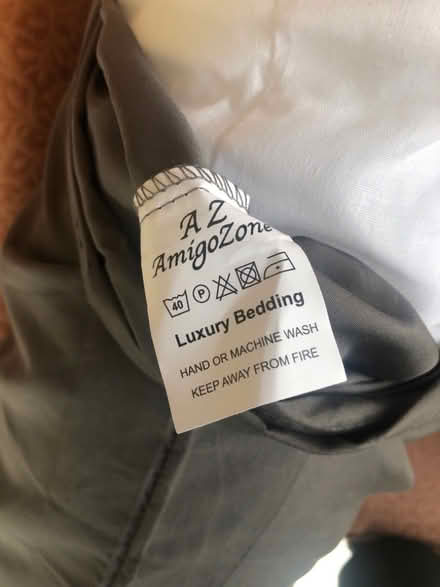 A Z
AmigoZone
40 P
Luxury Bedding
HAND OR MACHINE WASH
KEEP AWAY FROM FIRE